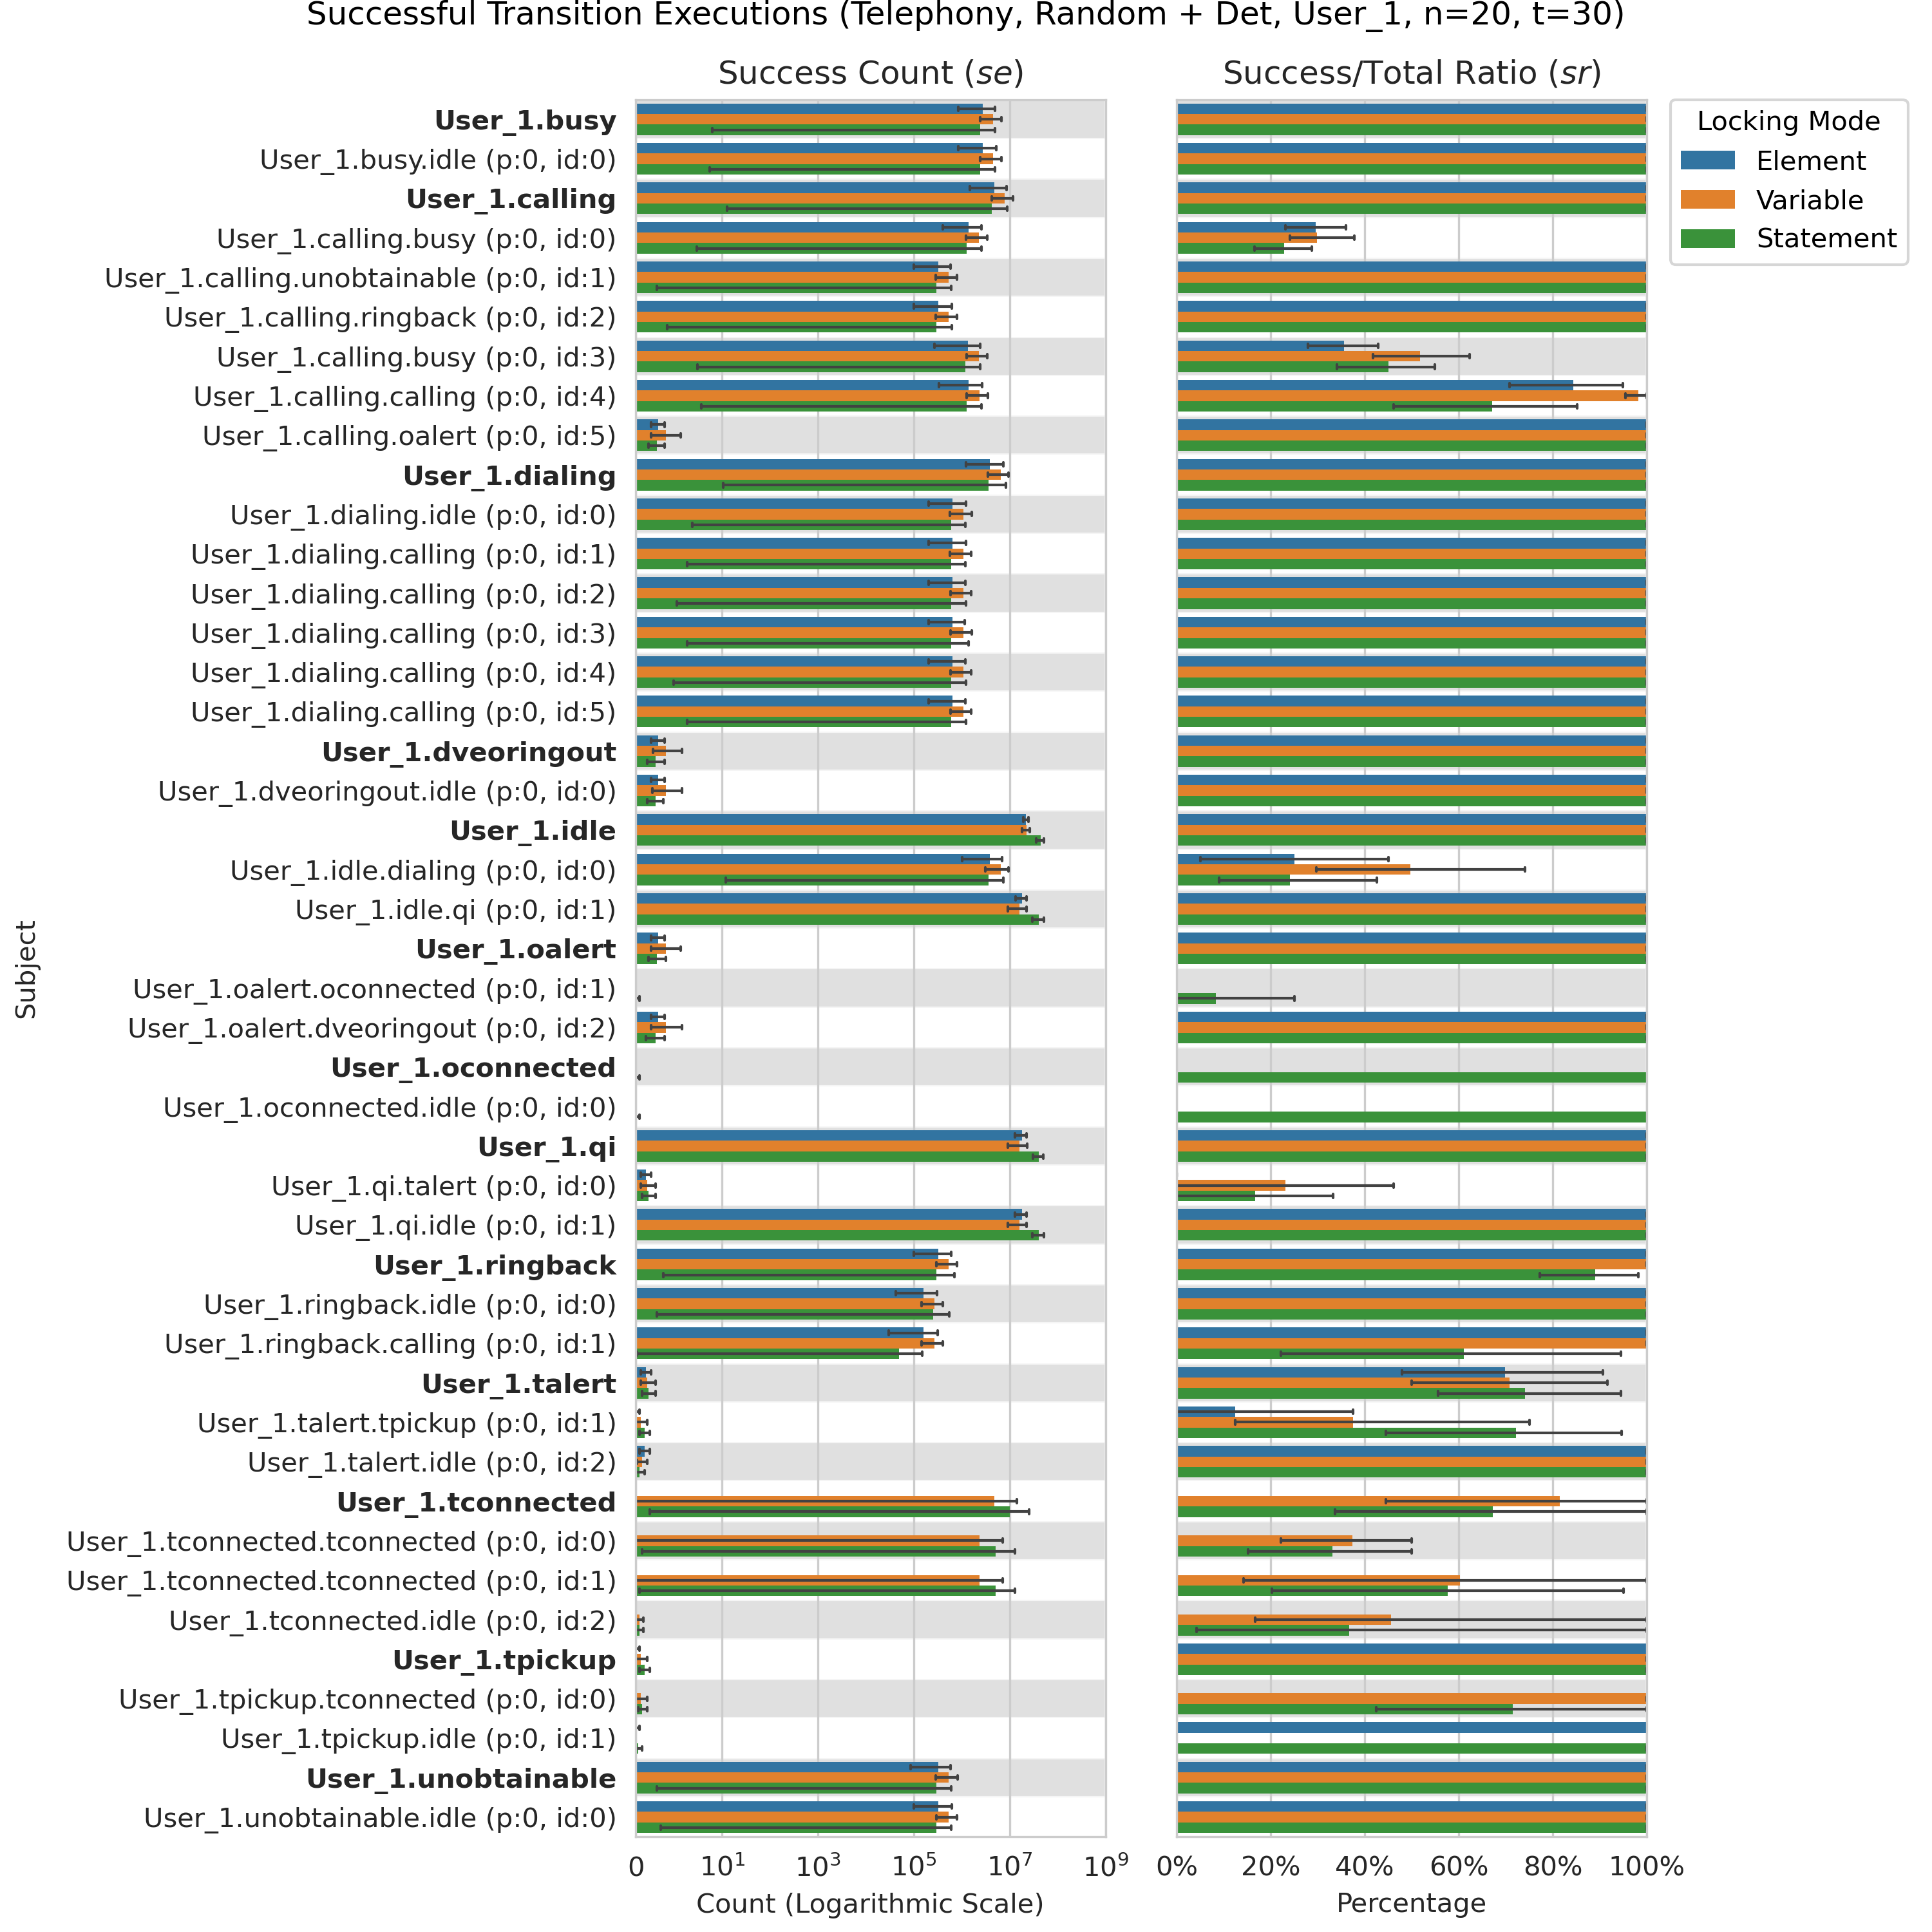 Successful Transition Executions (Telephony, Random + Det, User_1, n=20, t=30)
Success Count (se)
Success/Total Ratio (sr)
Locking Mode
Element
Variable
Statement
Subject
User_1.busy
User_1.busy.idle (p:0, id:0)
User_1.calling
User_1.calling.busy (p:0, id:0)
User_1.calling.unobtainable (p:0, id:1)
User_1.calling.ringback (p:0, id:2)
User_1.calling.busy (p:0, id:3)
User_1.calling.calling (p:0, id:4)
User_1.calling.oalert (p:0, id:5)
User_1.dialing
User_1.dialing.idle (p:0, id:0)
User_1.dialing.calling (p:0, id:1)
User_1.dialing.calling (p:0, id:2)
User_1.dialing.calling (p:0, id:3)
User_1.dialing.calling (p:0, id:4)
User_1.dialing.calling (p:0, id:5)
User_1.dveoringout
User_1.dveoringout.idle (p:0, id:0)
User_1.idle
User_1.idle.dialing (p:0, id:0)
User_1.idle.qi (p:0, id:1)
User_1.oalert
User_1.oalert.oconnected (p:0, id:1)
User_1.oalert.dveoringout (p:0, id:2)
User_1.oconnected
User_1.oconnected.idle (p:0, id:0)
User_1.qi
User_1.qi.talert (p:0, id:0)
User_1.qi.idle (p:0, id:1)
User_1.ringback
User_1.ringback.idle (p:0, id:0)
User_1.ringback.calling (p:0, id:1)
User_1.talert
User_1.talert.tpickup (p:0, id:1)
User_1.talert.idle (p:0, id:2)
User_1.tconnected
User_1.tconnected.tconnected (p:0, id:0)
User_1.tconnected.tconnected (p:0, id:1)
User_1.tconnected.idle (p:0, id:2)
User_1.tpickup
User_1.tpickup.tconnected (p:0, id:0)
User_1.tpickup.idle (p:0, id:1)
User_1.unobtainable
User_1.unobtainable.idle (p:0, id:0)
0 10¹ 10³ 10⁵ 10⁷ 10⁹
0% 20% 40% 60% 80% 100%
Count (Logarithmic Scale)
Percentage